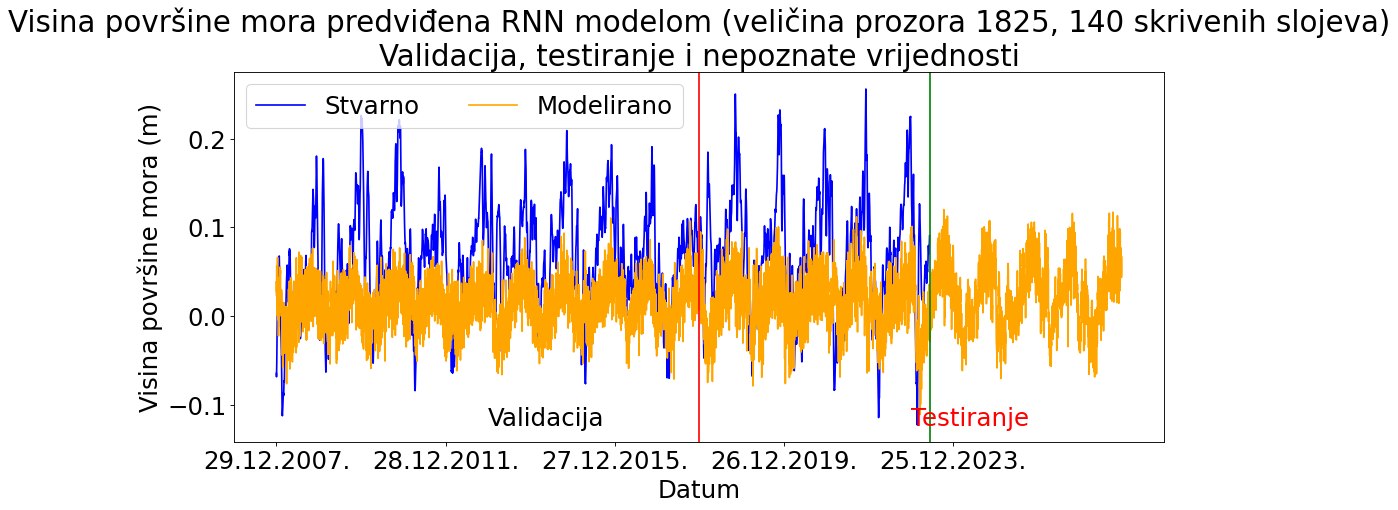 Visina površine mora predviđena RNN modelom (veličina prozora 1825, 140 skrivenih slojeva)
Validacija, testiranje i nepoznate vrijednosti
Stvarno Modelirano
Visina površine mora (m)
0.2
0.1
0.0
−0.1
Validacija Testiranje
29.12.2007. 28.12.2011. 27.12.2015. 26.12.2019. 25.12.2023.
Datum